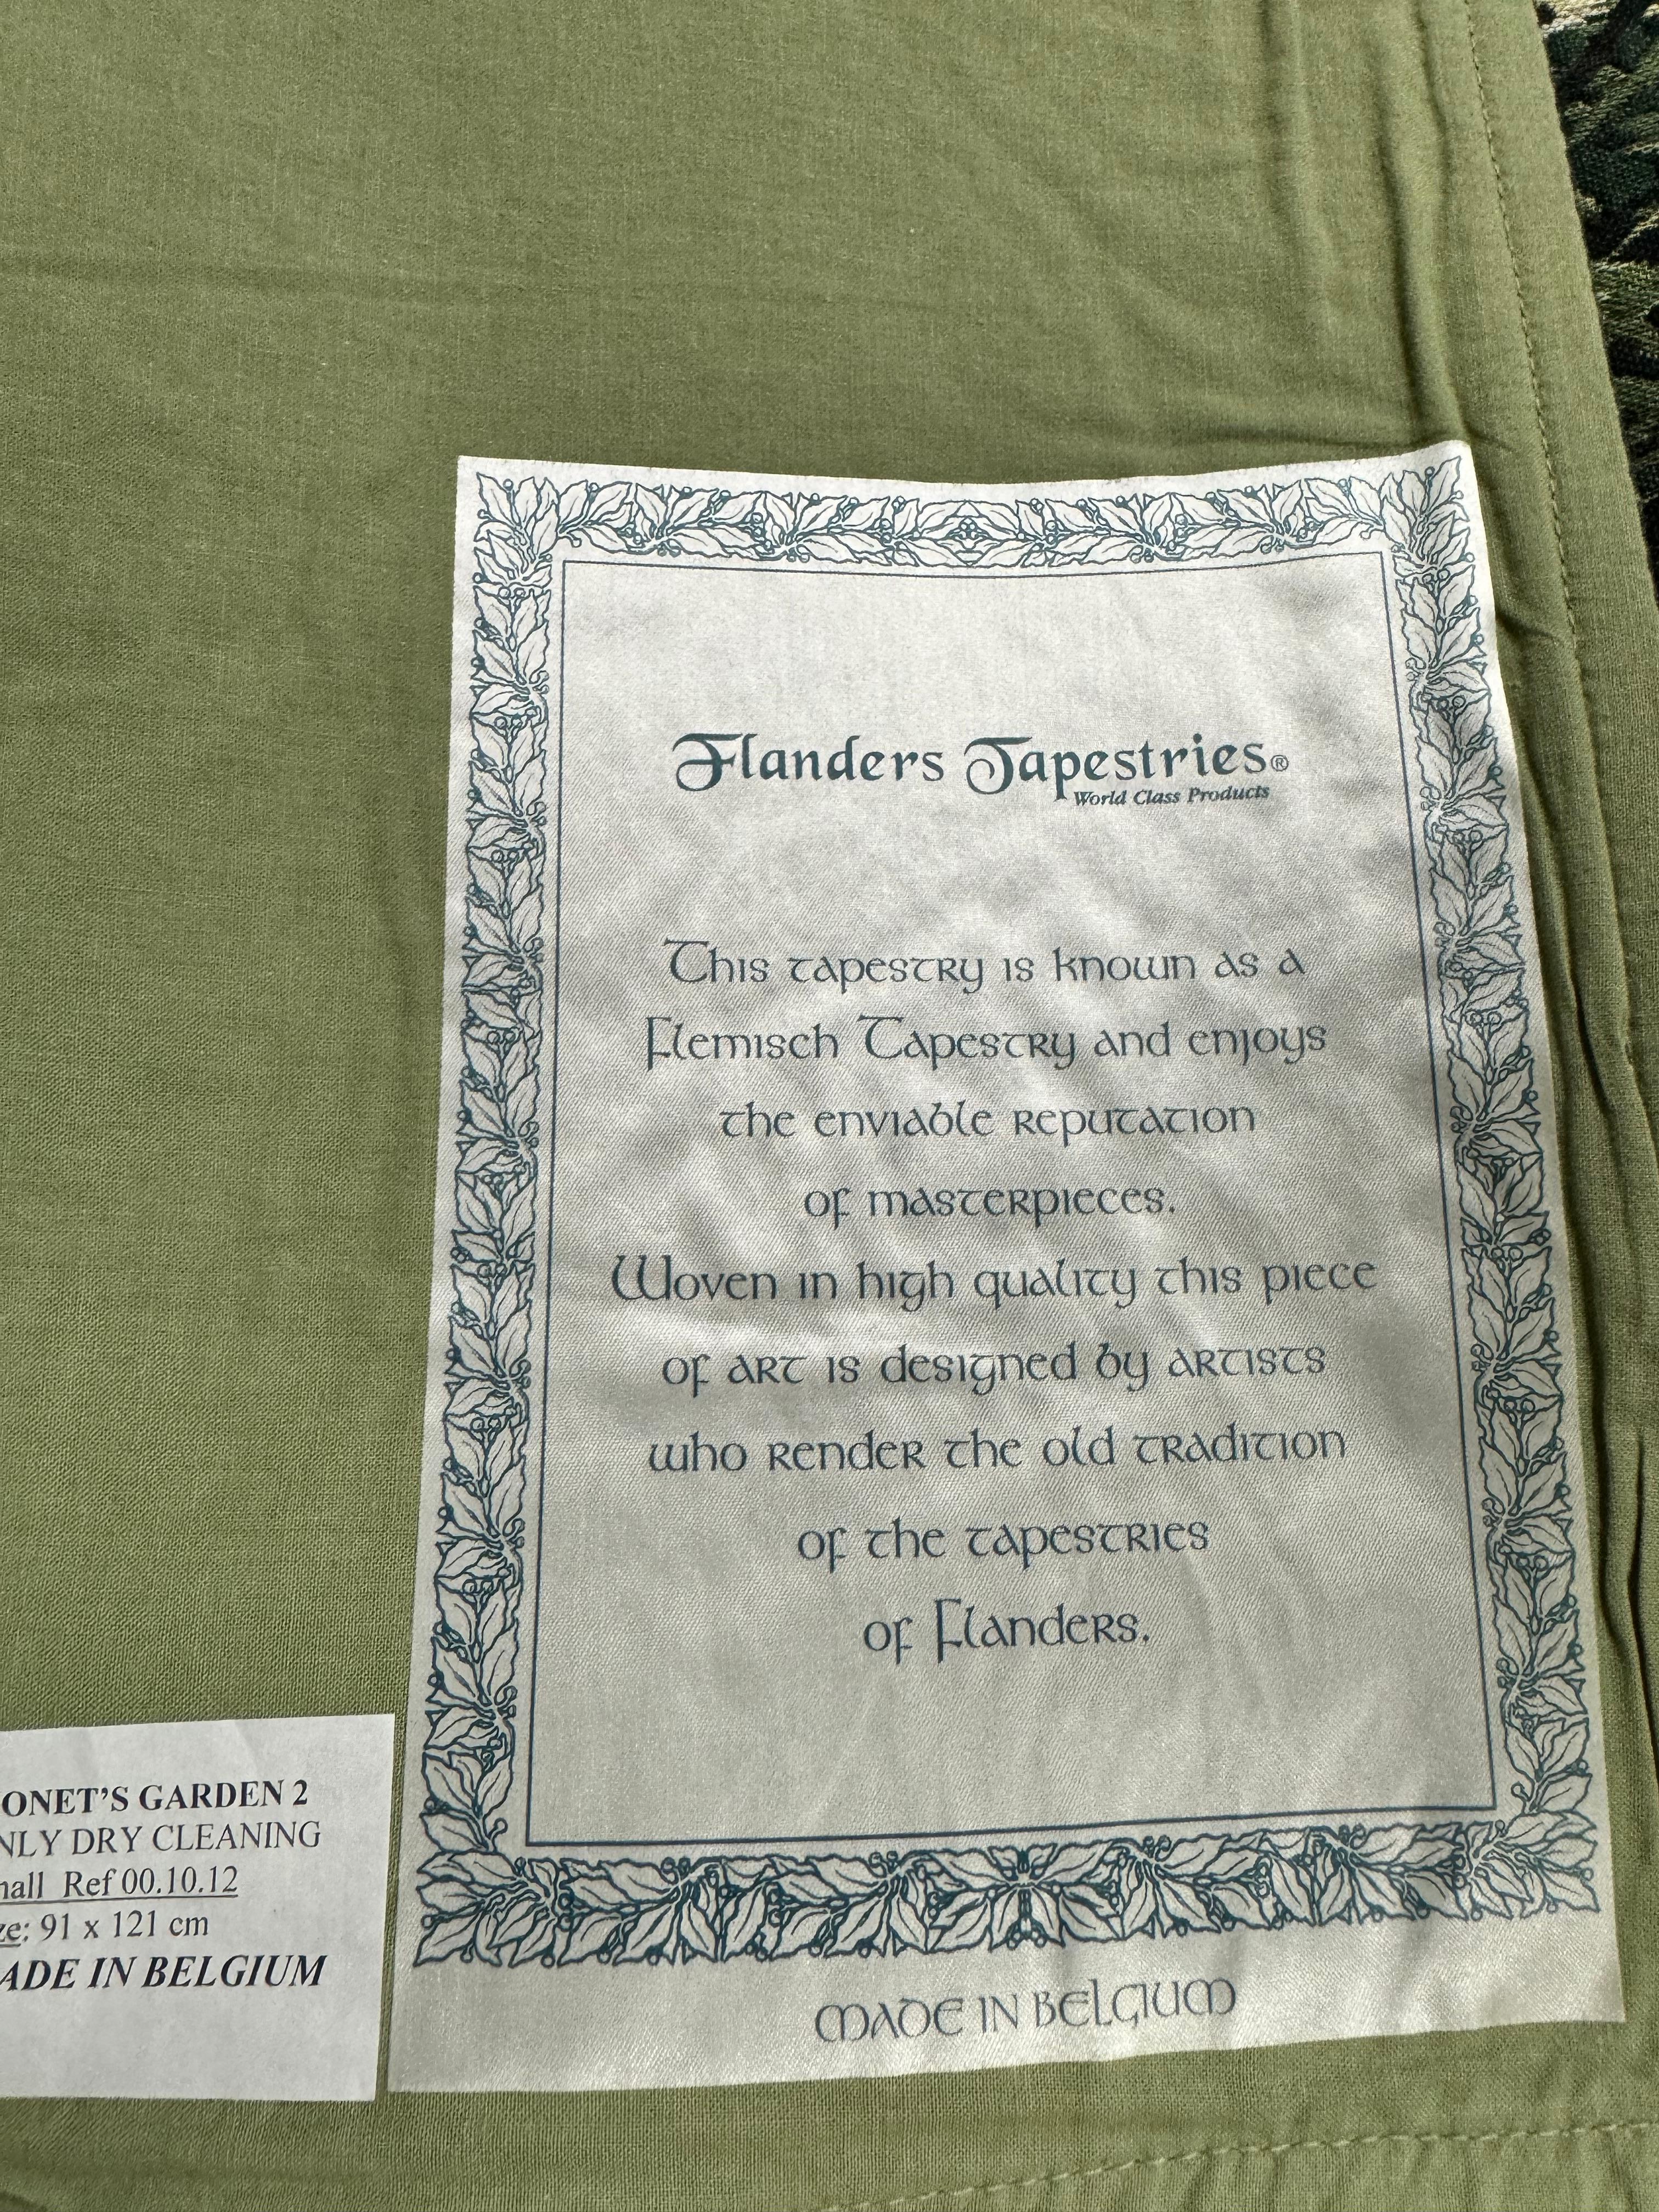 Flanders Tapestries®
World Class Products
This tapestry is known as a
Flemisch Tapestry and enjoys
the enviable reputation
of masterpieces.
Woven in high quality this piece
of art is designed by artists
who render the old tradition
of the tapestries
of Flanders.
MADE IN BELGIUM
ONET'S GARDEN 2
NLY DRY CLEANING
all Ref 00.10.12
ze: 91 x 121 cm
ADE IN BELGIUM